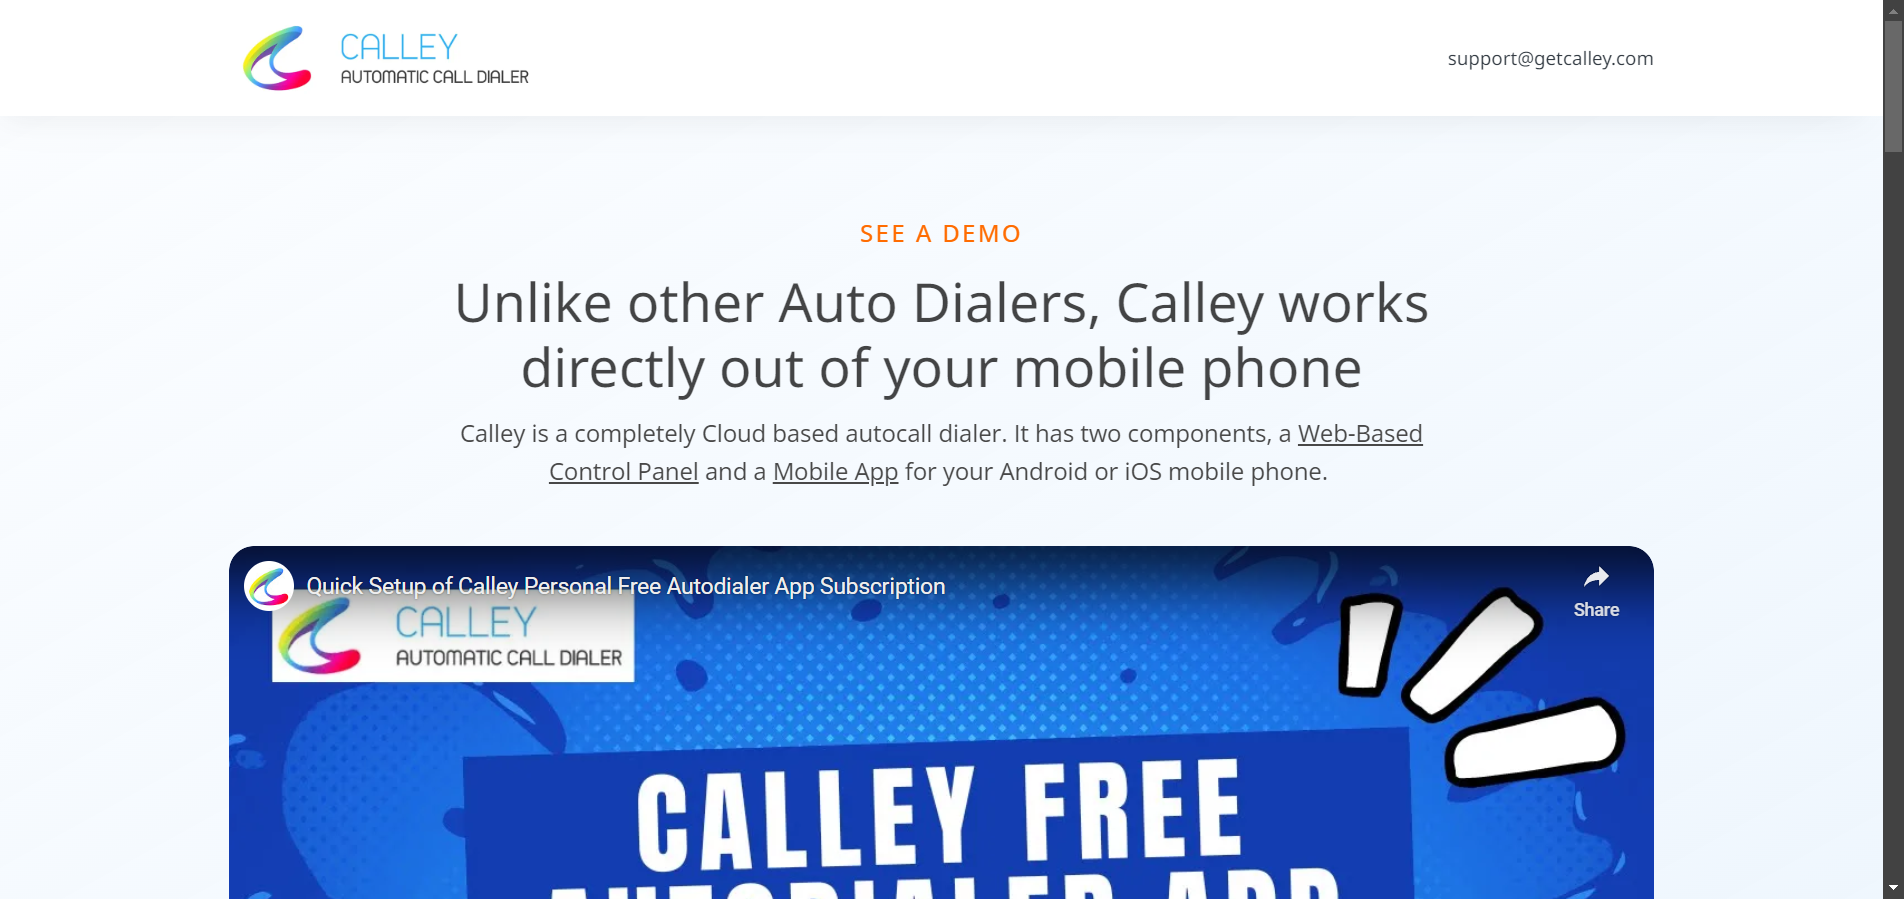 CALLEY
AUTOMATIC CALL DIALER
support@getcalley.com
SEE A DEMO
Unlike other Auto Dialers, Calley works
directly out of your mobile phone
Calley is a completely Cloud based autocall dialer. It has two components, a Web-Based
Control Panel and a Mobile App for your Android or iOS mobile phone.
Quick Setup of Calley Personal Free Autodialer App Subscription
Share
CALLEY
AUTOMATIC CALL DIALER
CALLEY FREE
AUTODIALER APP